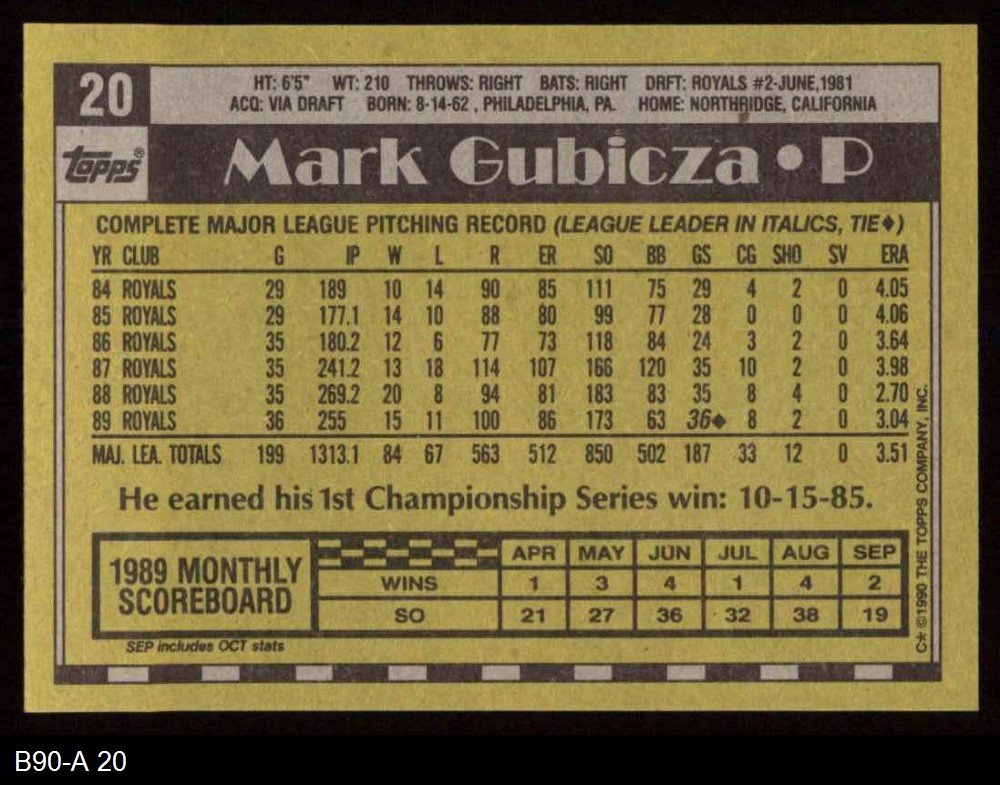 20
HT: 6'5" WT: 210 THROWS: RIGHT BATS: RIGHT DRFT: ROYALS #2-JUNE,1981
ACQ: VIA DRAFT BORN: 8-14-62 , PHILADELPHIA, PA. HOME: NORTHRIDGE, CALIFORNIA
topps®
Mark Gubicza • P
COMPLETE MAJOR LEAGUE PITCHING RECORD (LEAGUE LEADER IN ITALICS, TIE♦)
YR CLUB G IP W L R ER SO BB GS CG SHO SV ERA
84 ROYALS 29 189 10 14 90 85 111 75 29 4 2 0 4.05
85 ROYALS 29 177.1 14 10 88 80 99 77 28 0 0 0 4.06
86 ROYALS 35 180.2 12 6 77 73 118 84 24 3 2 0 3.64
87 ROYALS 35 241.2 13 18 114 107 166 120 35 10 2 0 3.98
88 ROYALS 35 269.2 20 8 94 81 183 83 35 8 4 0 2.70
89 ROYALS 36 255 15 11 100 86 173 63 36♦ 8 2 0 3.04
MAJ. LEA. TOTALS 199 1313.1 84 67 563 512 850 502 187 33 12 0 3.51
He earned his 1st Championship Series win: 10-15-85.
1989 MONTHLY
SCOREBOARD
APR MAY JUN JUL AUG SEP
WINS 1 3 4 1 4 2
SO 21 27 36 32 38 19
SEP includes OCT stats
C* ©1990 THE TOPPS COMPANY, INC.
B90-A 20